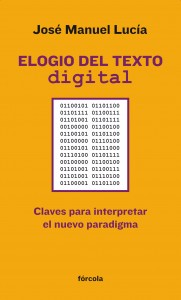 José Manuel Lucía
ELOGIO DEL TEXTO
digital
01100101 01101100
01101111 01100111
01101001 01101111
00100000 01100100
01100101 01101100
00100000 01110100
01100101 01111000
01110100 01101111
00100000 01100100
01101001 01100111
01101001 01110100
01100001 01101100
Claves para interpretar
el nuevo paradigma
fórcola